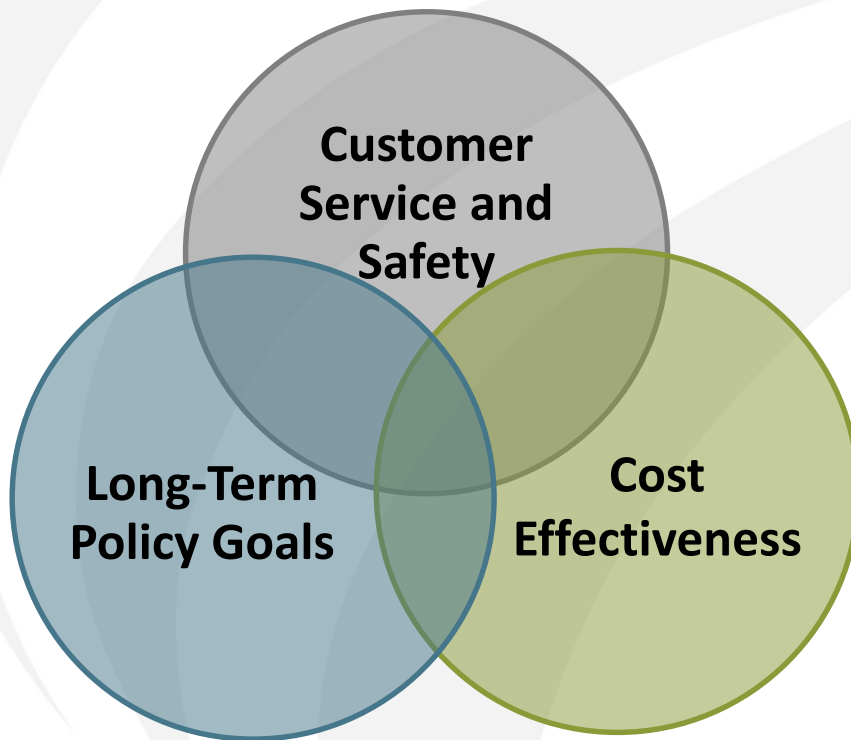 Customer
Service and
Safety
Long-Term
Policy Goals
Cost
Effectiveness